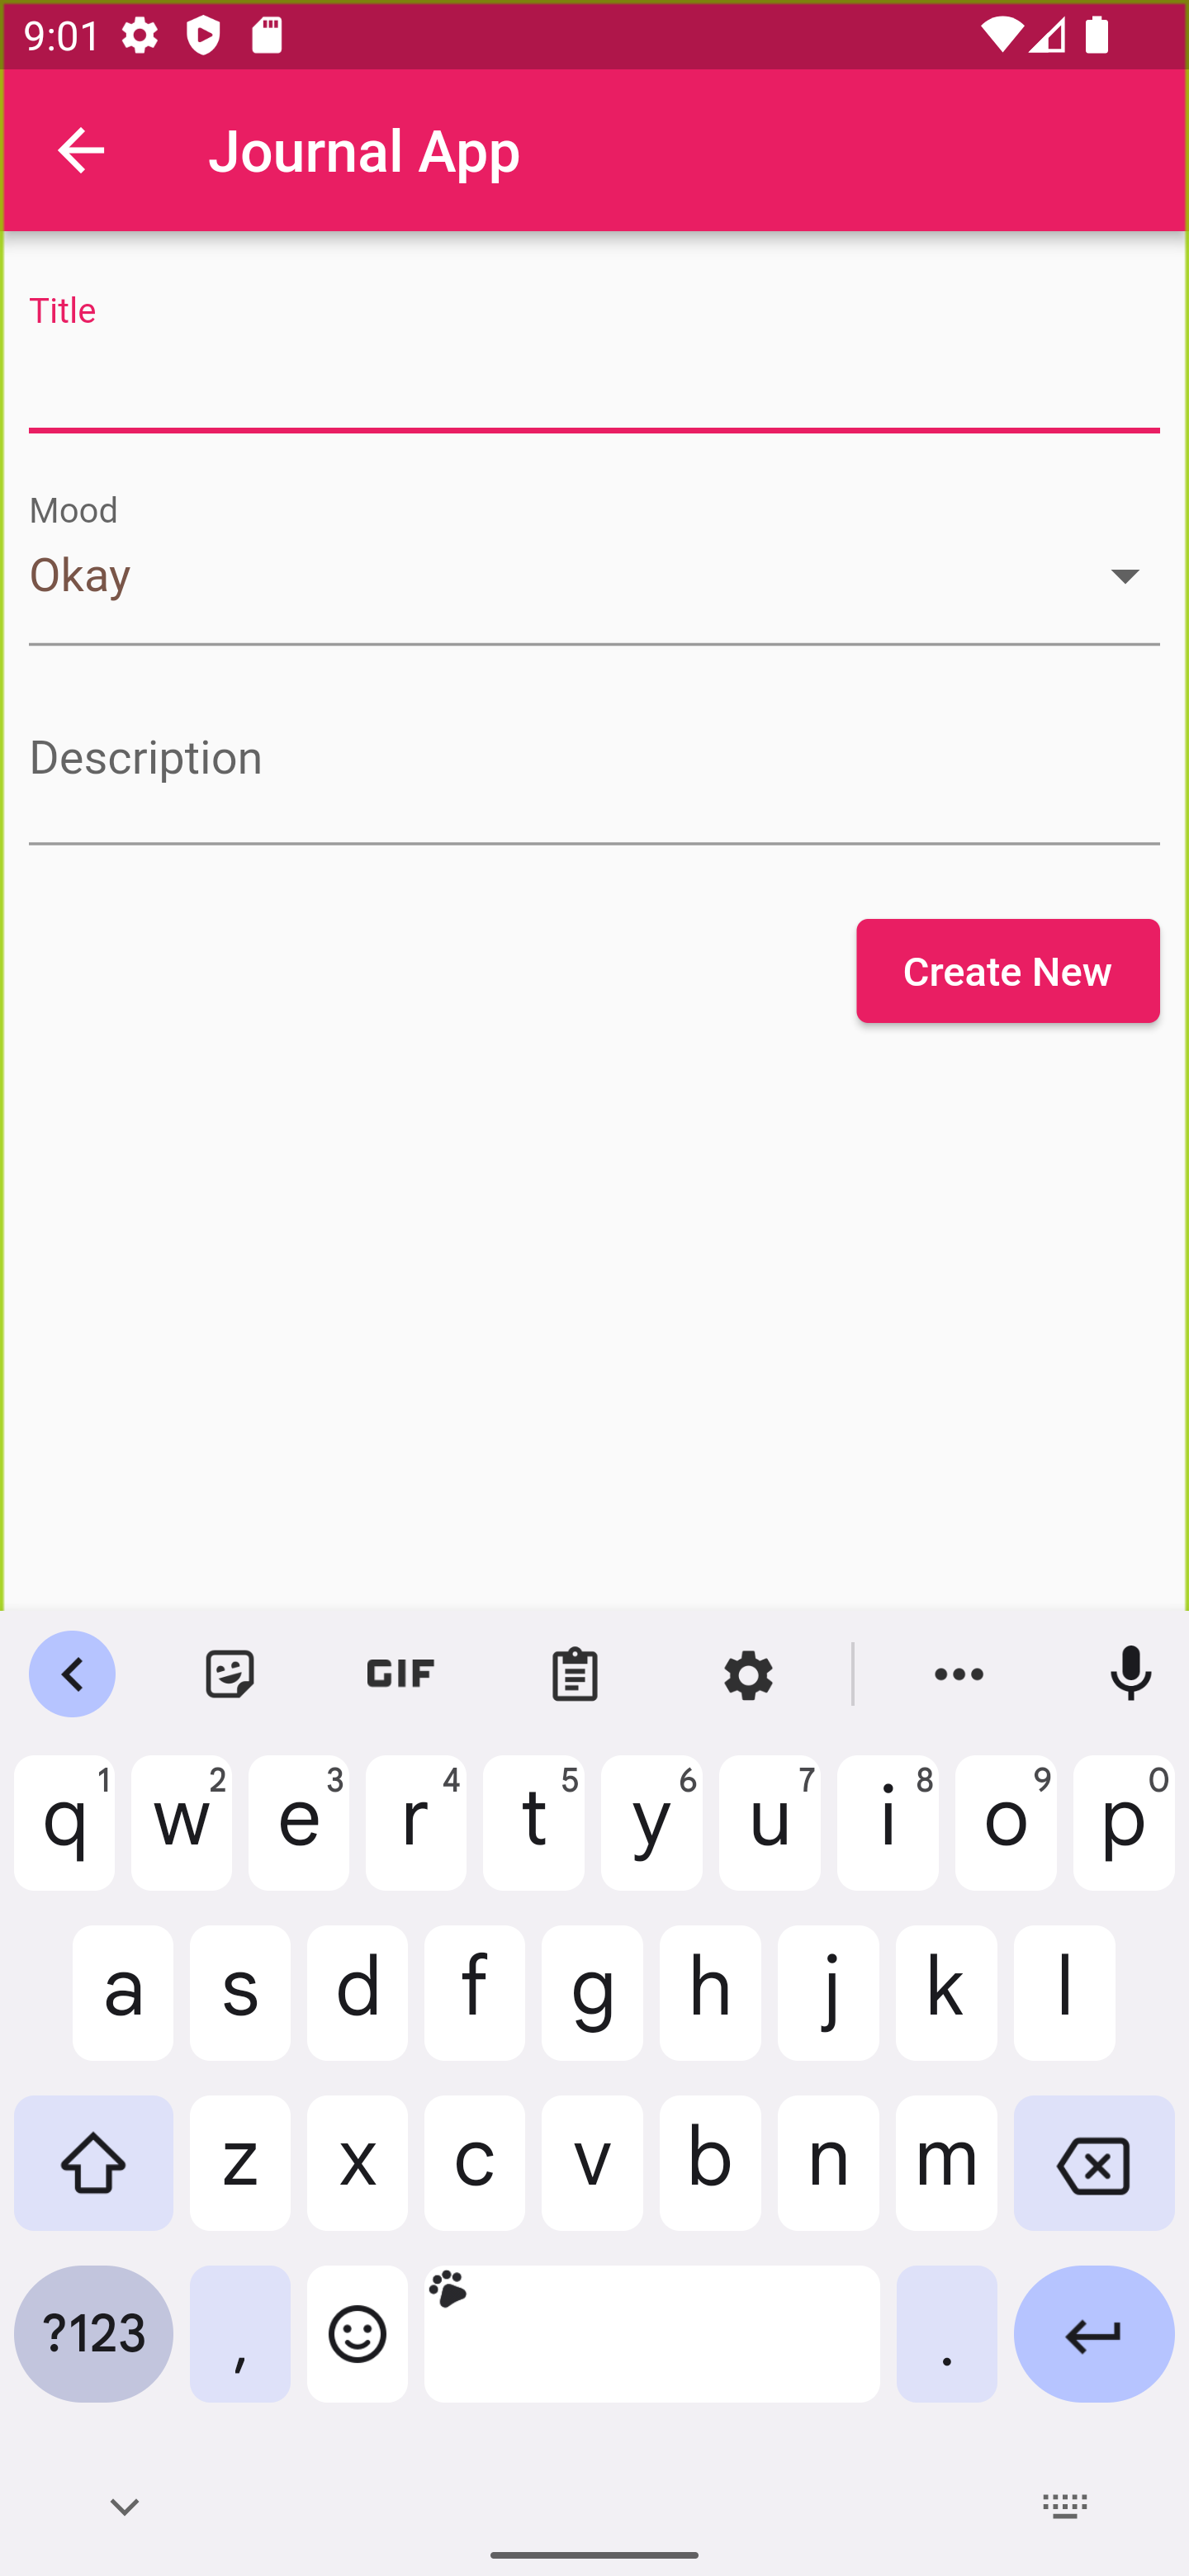 9:01
Journal App
Title
Mood
Okay
Description
Create New
GIF
q1 w2 e3 r4 t5 y6 u7 i8 o9 p0
a s d f g h j k l
z x c v b n m
?123 , .